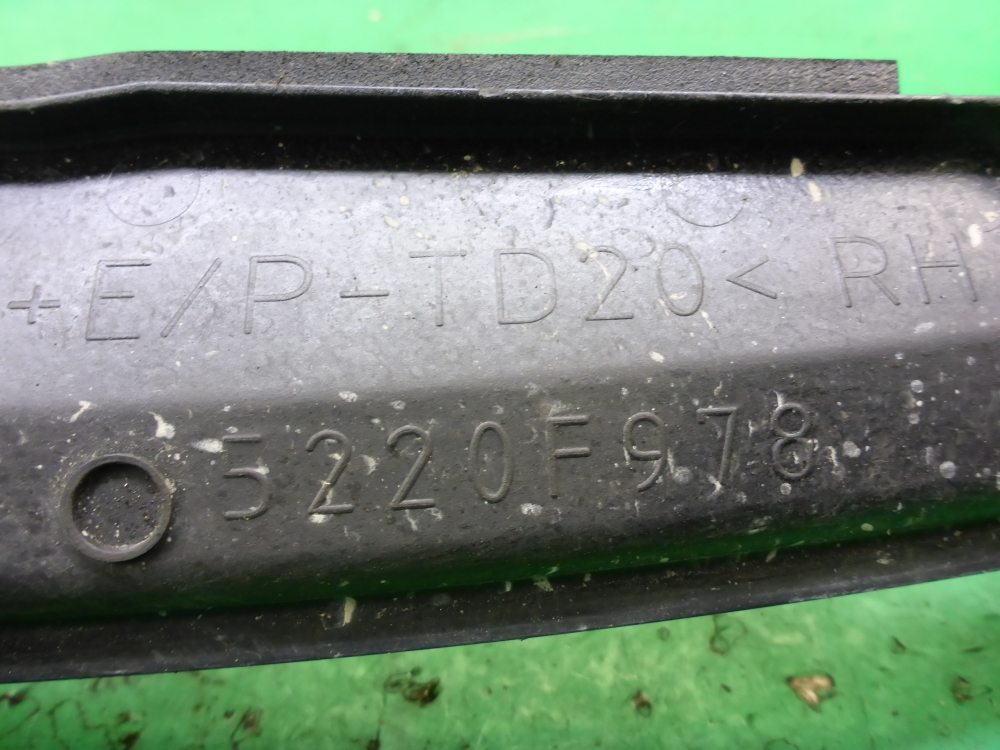 +E/P-TD20< RH
5220F978